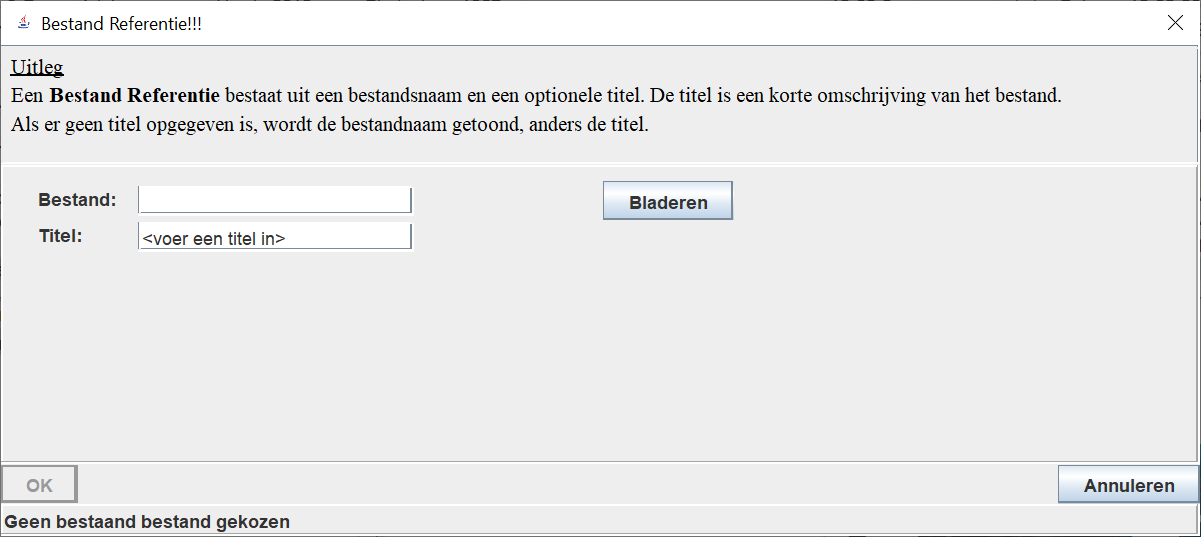 Bestand Referentie!!!
Uitleg
Een Bestand Referentie bestaat uit een bestandsnaam en een optionele titel. De titel is een korte omschrijving van het bestand.
Als er geen titel opgegeven is, wordt de bestandnaam getoond, anders de titel.
Bestand:
Bladeren
Titel:
<voer een titel in>
OK
Annuleren
Geen bestaand bestand gekozen